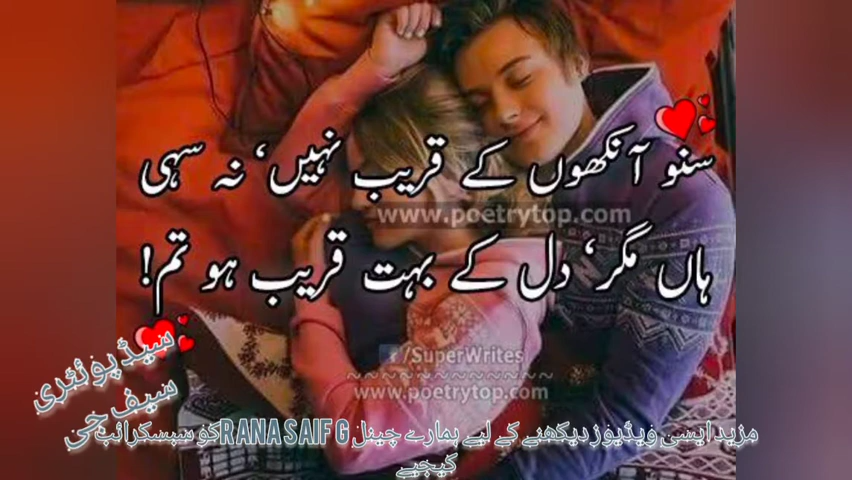 سنو آنکھوں کے قریب نہیں، نہ سہی
www.poetrytop.com
ہاں مگر، دل کے بہت قریب ہو تم!
f/SuperWrites
~~~~~~~~~~~~~~~
www.poetrytop.com
سیڈ پوئٹری
سیف جی
مزید ایسی ویڈیوز دیکھنے کے لیے ہمارے چینل RANA SAIF G کو سبسکرائب
کیجیے